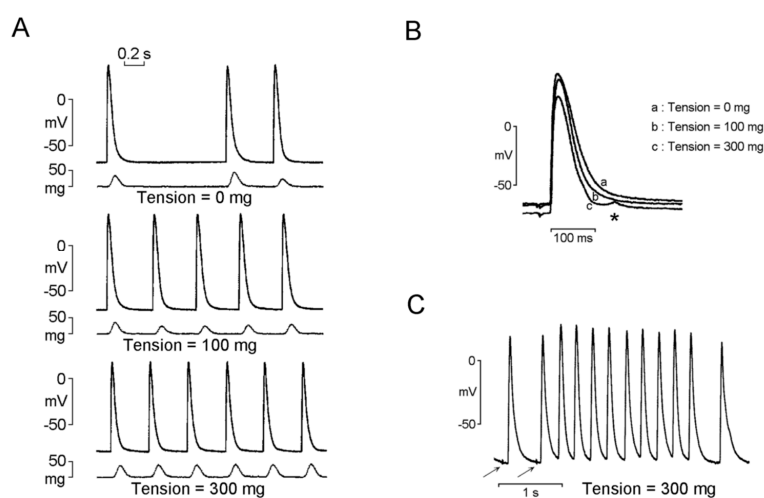 A
0.2 s
0
mV
-50
50
mg
Tension = 0 mg
0
mV
-50
50
mg
Tension = 100 mg
0
mV
-50
50
mg
Tension = 300 mg
B
0
mV
-50
a : Tension = 0 mg
b : Tension = 100 mg
c : Tension = 300 mg
a
b
c
*
100 ms
C
0
mV
-50
1 s
Tension = 300 mg